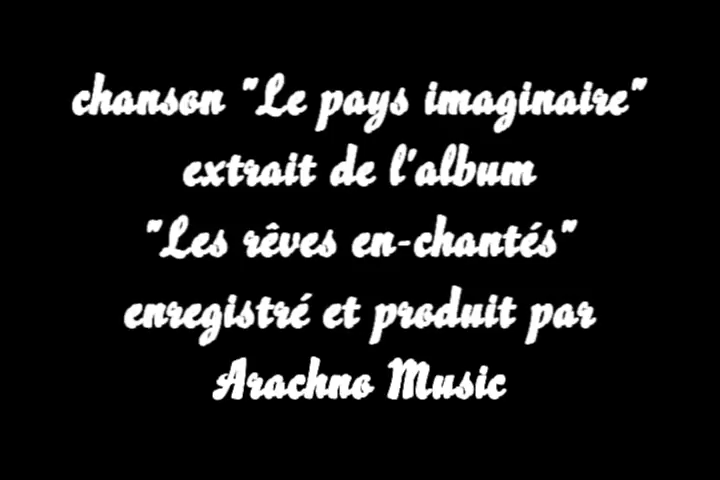 chanson "Le pays imaginaire"
extrait de l'album
"Les rêves en-chantés"
enregistré et produit par
Arachno Music